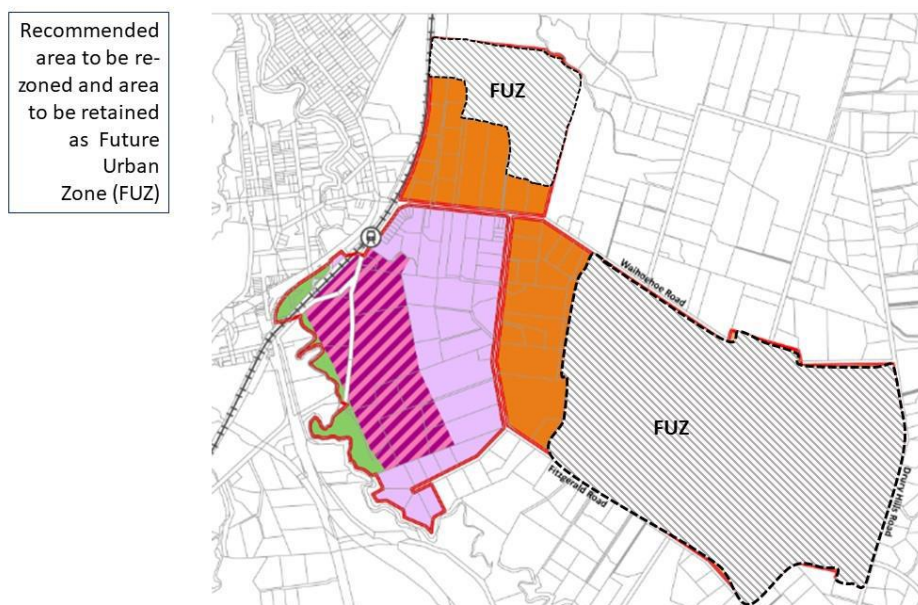 Recommended
area to be re-
zoned and area
to be retained
as Future
Urban
Zone (FUZ)
FUZ
Waihoehoe Road
FUZ
Fitzgerald Road
Drury Hills Road